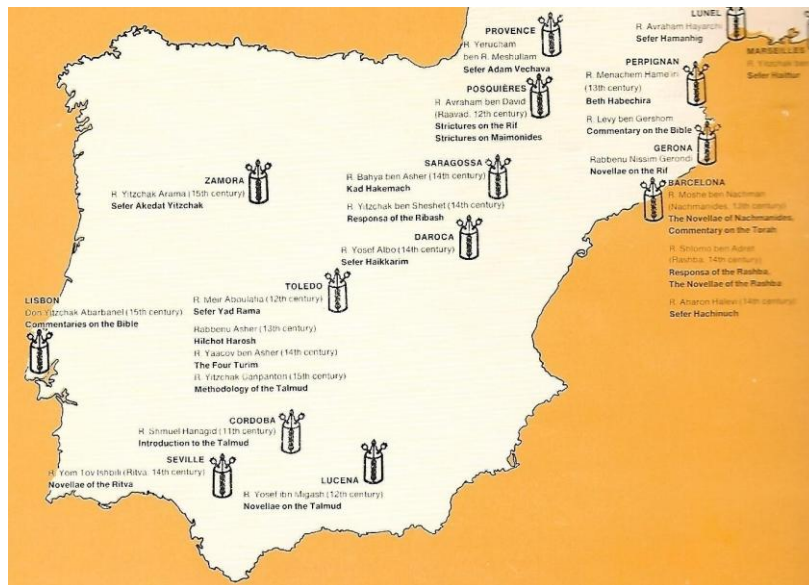 PROVENCE
R. Yerucham
ben R. Meshullam
Sefer Adam Vechava
POSQUIÈRES
R. Avraham ben David
(Raavad, 12th century)
Strictures on the Rif
Strictures on Maimonides
LUNEL
R. Avraham Hayarchi
Sefer Hamanhig
MARSEILLES
R. Yitzchak ben
Sefer Haittur
PERPIGNAN
R. Menachem Hame'iri
(13th century)
Beth Habechira
R. Levy ben Gershom
Commentary on the Bible
GERONA
Rabbenu Nissim Gerondi
Novellae on the Rif
BARCELONA
R. Moshe ben Nachman
(Nachmanides, 13th century)
The Novellae of Nachmanides,
Commentary on the Torah
R. Shlomo ben Adret
(Rashba, 14th century)
Responsa of the Rashba,
The Novellae of the Rashba
R. Aharon Halevi (14th century)
Sefer Hachinuch
ZAMORA
R. Yitzchak Arama (15th century)
Sefer Akedat Yitzchak
SARAGOSSA
R. Bahya ben Asher (14th century)
Kad Hakemach
R. Yitzchak ben Sheshet (14th century)
Responsa of the Ribash
DAROCA
R. Yosef Albo (14th century)
Sefer Haikkarim
TOLEDO
R. Meir Aboulafia (12th century)
Sefer Yad Rama
Rabbenu Asher (13th century)
Hilchot Harosh
R. Yaacov ben Asher (14th century)
The Four Turim
R. Yitzchak Canpanton (15th century)
Methodology of the Talmud
LISBON
Don Yitzchak Abarbanel (15th century)
Commentaries on the Bible
CORDOBA
R. Shmuel Hanagid (11th century)
Introduction to the Talmud
SEVILLE
R. Yom Tov Ishbili (Ritva, 14th century)
Novellae of the Ritva
LUCENA
R. Yosef ibn Migash (12th century)
Novellae on the Talmud